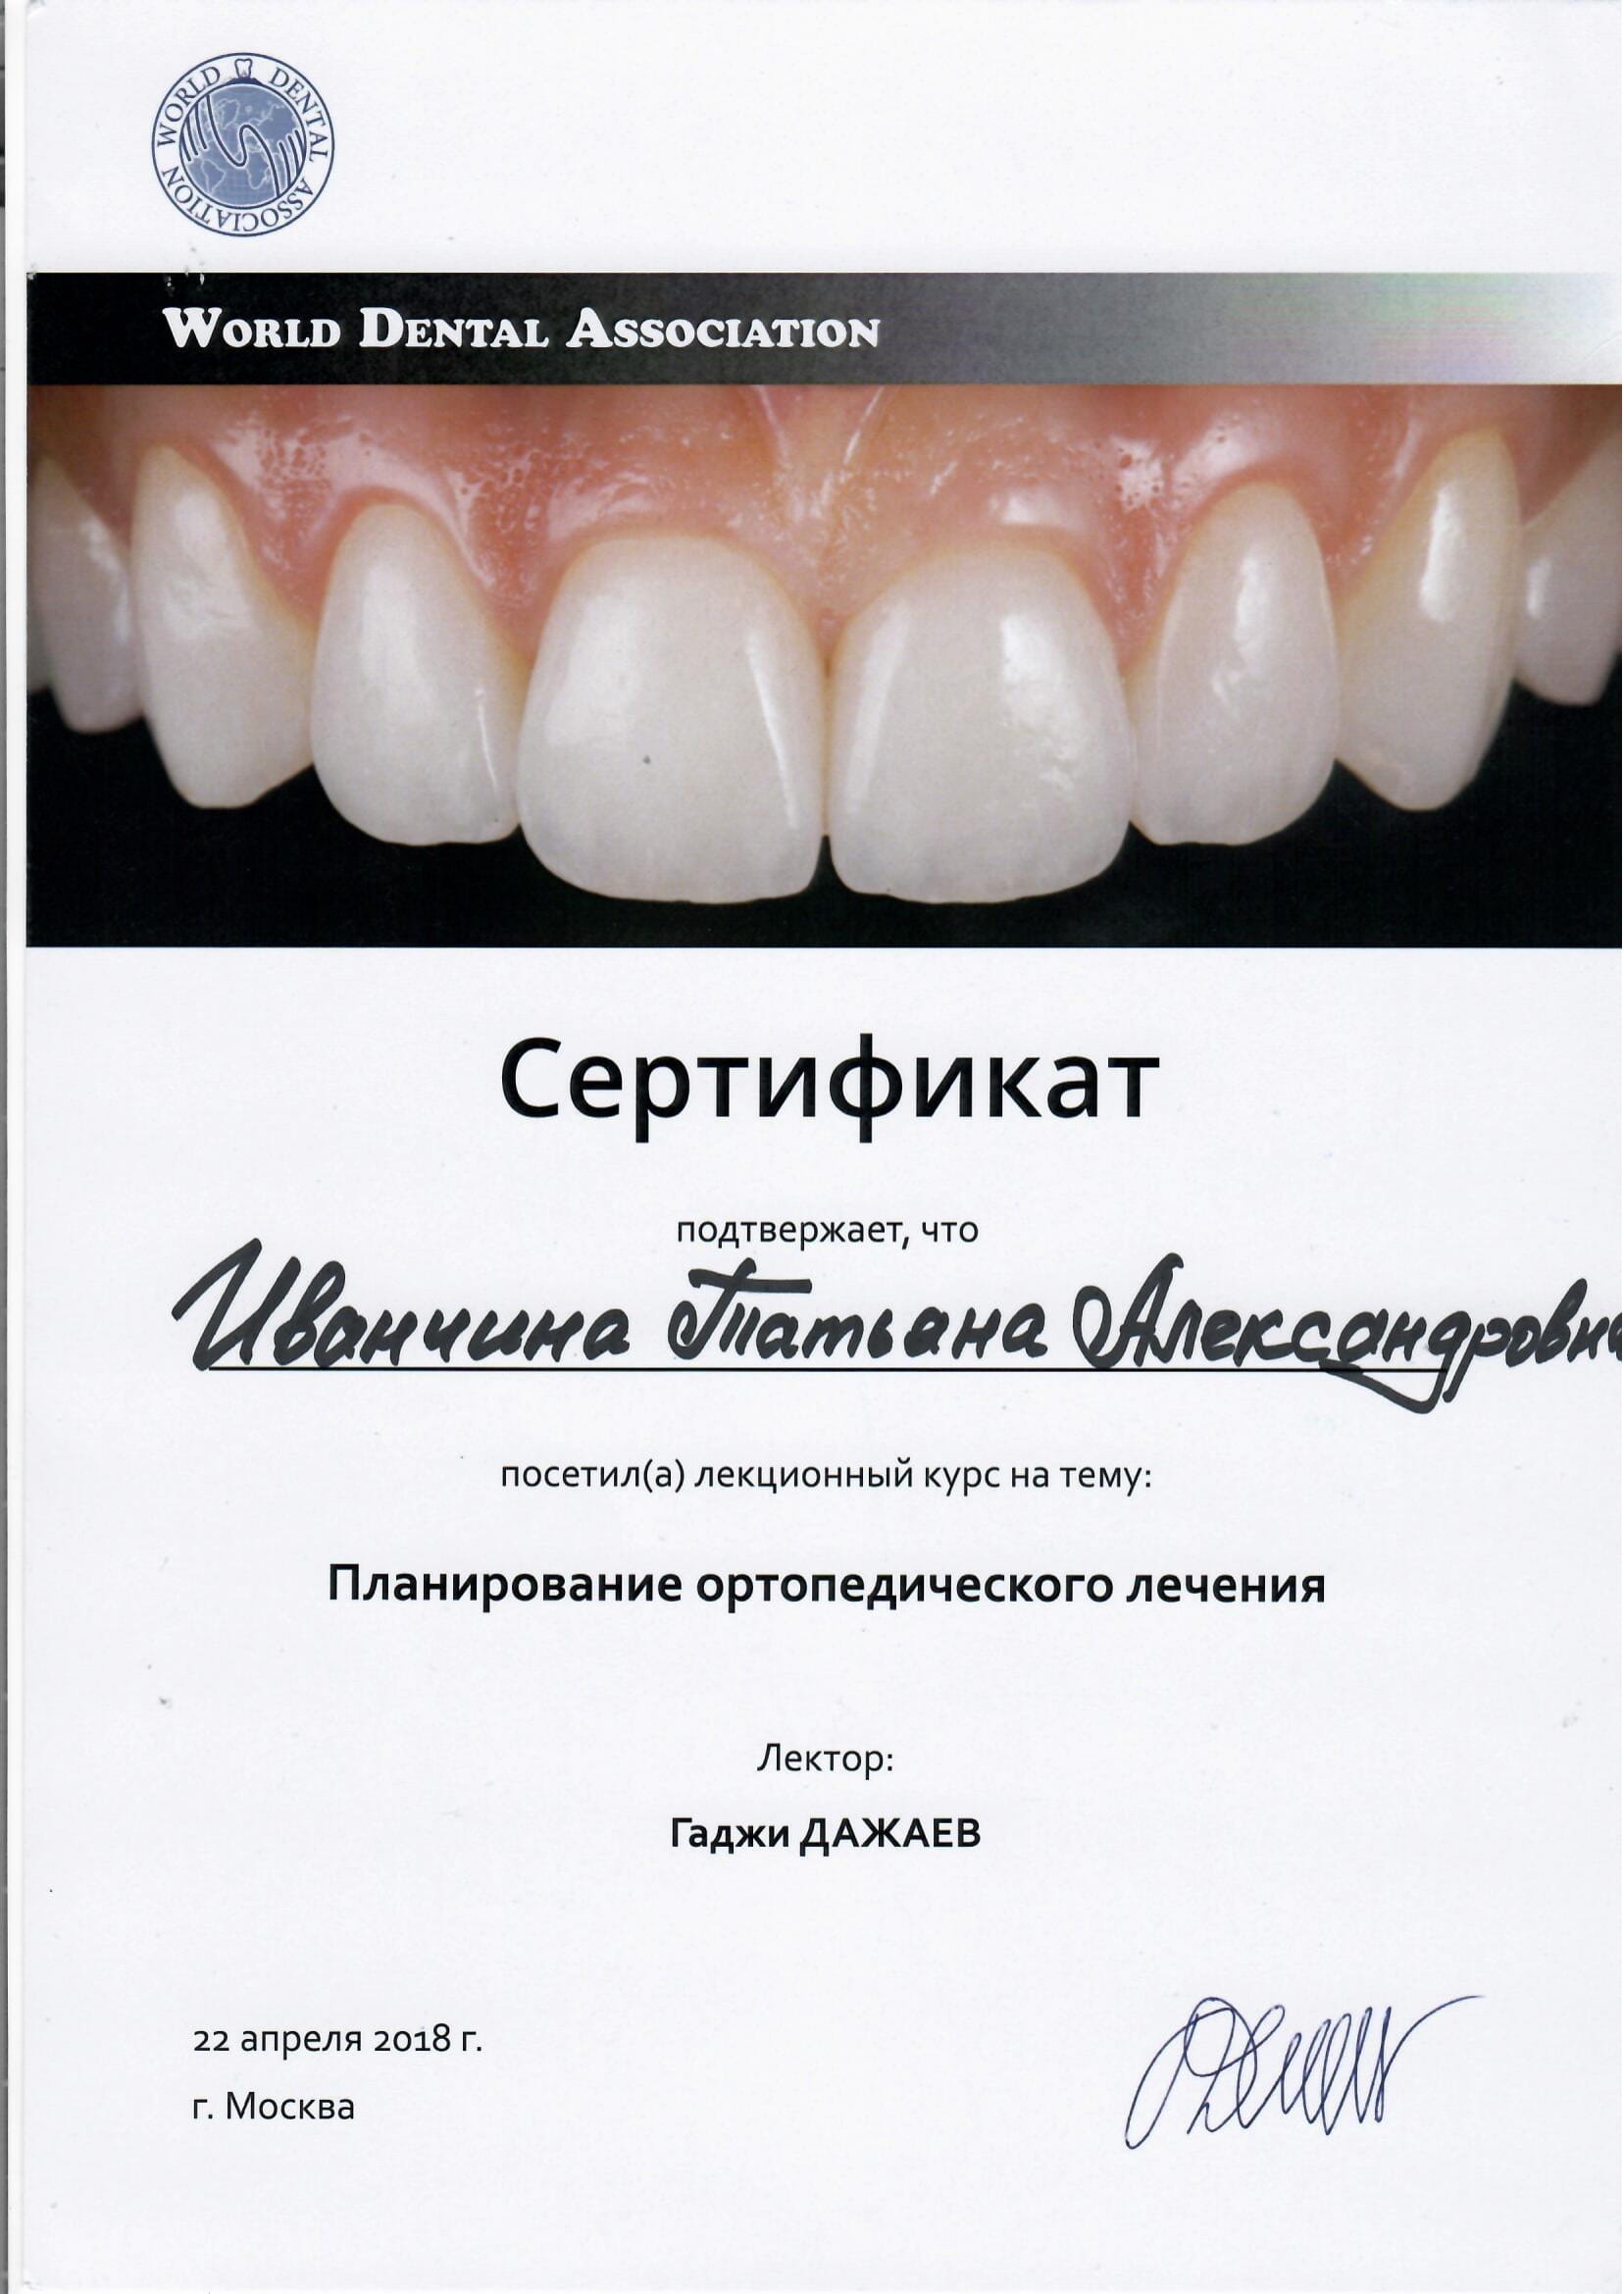 WORLD DENTAL ASSOCIATION
WORLD DENTAL ASSOCIATION
Сертификат
подтвержает, что
Иванчина Татьяна Александровна
посетил(а) лекционный курс на тему:
Планирование ортопедического лечения
Лектор:
Гаджи ДАЖАЕВ
22 апреля 2018 г.
г. Москва